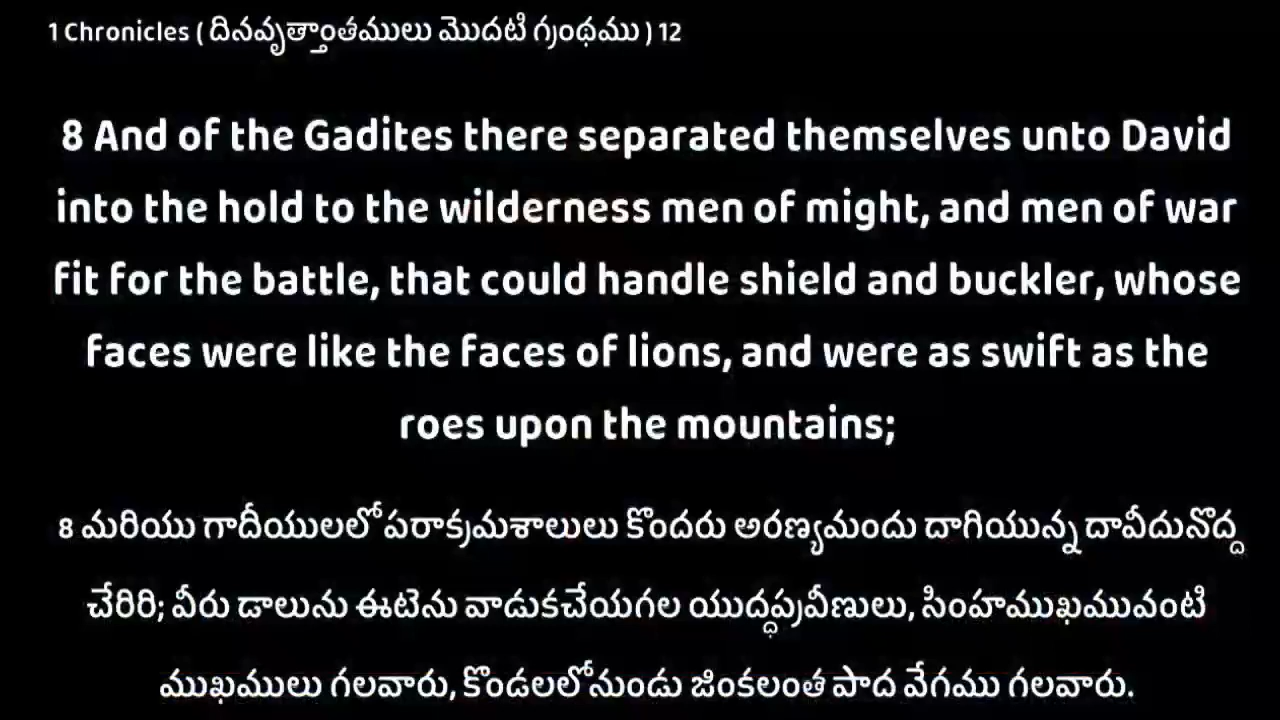 1 Chronicles ( దినవృత్తాంతములు మొదటి గ్రంథము ) 12
8 And of the Gadites there separated themselves unto David
into the hold to the wilderness men of might, and men of war
fit for the battle, that could handle shield and buckler, whose
faces were like the faces of lions, and were as swift as the
roes upon the mountains;
8 మరియు గాదీయులలో పరాక్రమశాలులు కొందరు అరణ్యమందు దాగియున్న దావీదునొద్ద
చేరిరి; వీరు డాలును ఈటెను వాడుకచేయగల యుద్ధప్రవీణులు, సింహముఖమువంటి
ముఖములు గలవారు, కొండలలోనుండు జింకలంత పాద వేగము గలవారు.